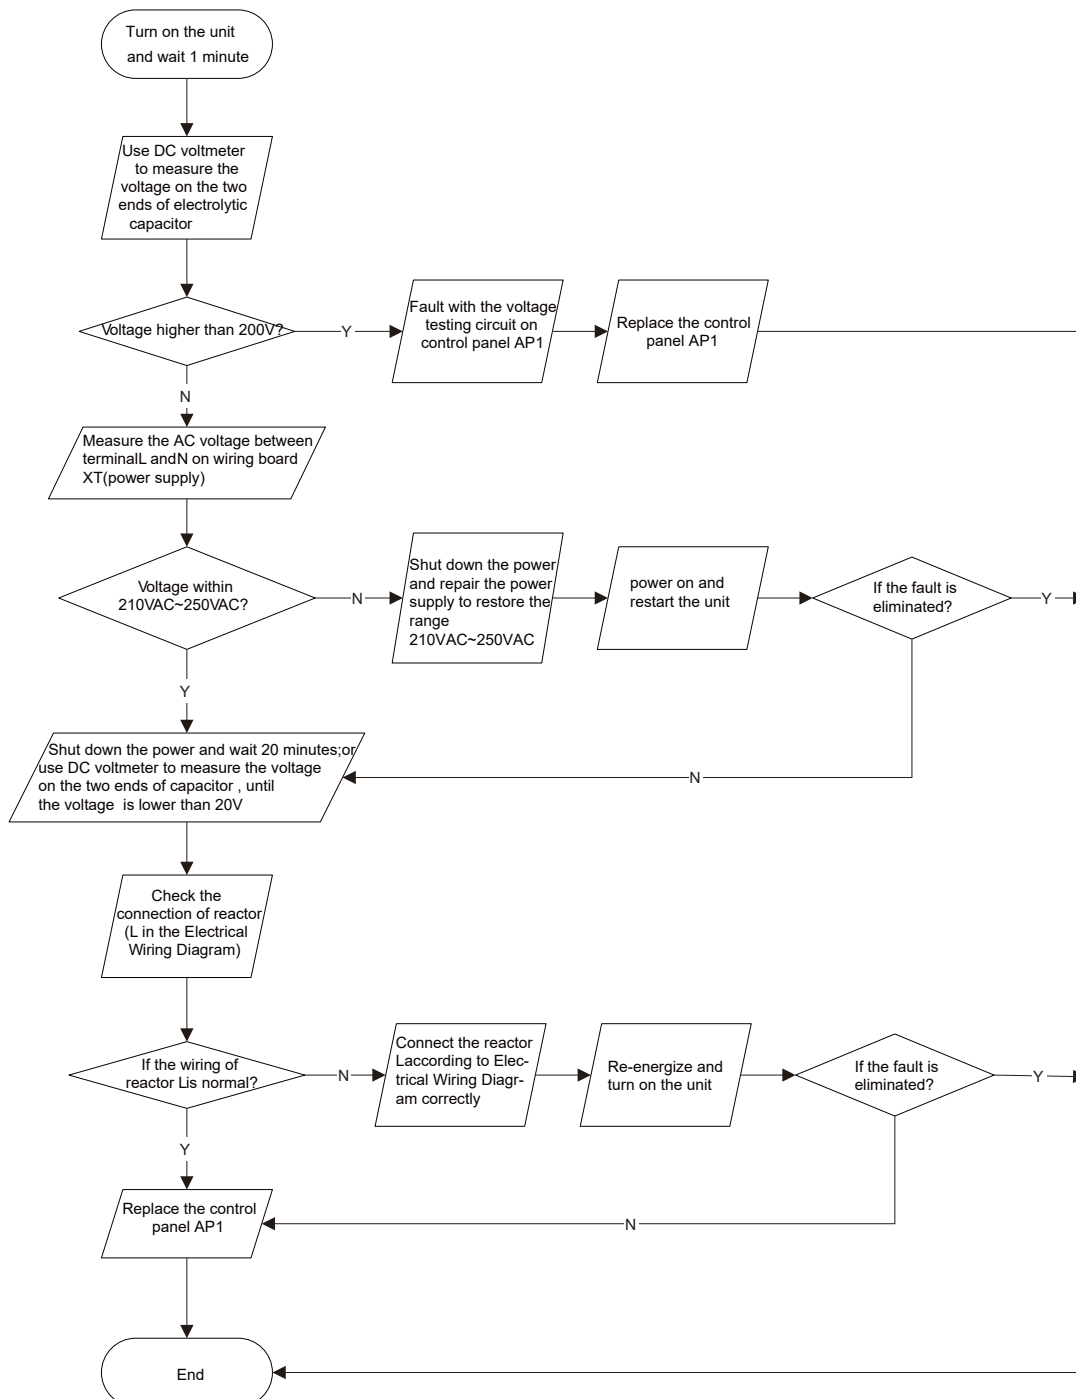 Turn on the unit
and wait 1 minute
Use DC voltmeter
to measure the
voltage on the two
ends of electrolytic
capacitor
Voltage higher than 200V?
Y
Fault with the voltage
testing circuit on
control panel AP1
Replace the control
panel AP1
N
Measure the AC voltage between
terminalL andN on wiring board
XT(power supply)
Voltage within
210VAC~250VAC?
N
Shut down the power
and repair the power
supply to restore the
range
210VAC~250VAC
power on and
restart the unit
If the fault is
eliminated?
Y
Y
N
Shut down the power and wait 20 minutes;or
use DC voltmeter to measure the voltage
on the two ends of capacitor , until
the voltage is lower than 20V
Check the
connection of reactor
(L in the Electrical
Wiring Diagram)
If the wiring of
reactor Lis normal?
N
Connect the reactor
Laccording to Elec-
trical Wiring Diagr-
am correctly
Re-energize and
turn on the unit
If the fault is
eliminated?
Y
Y
N
Replace the control
panel AP1
End